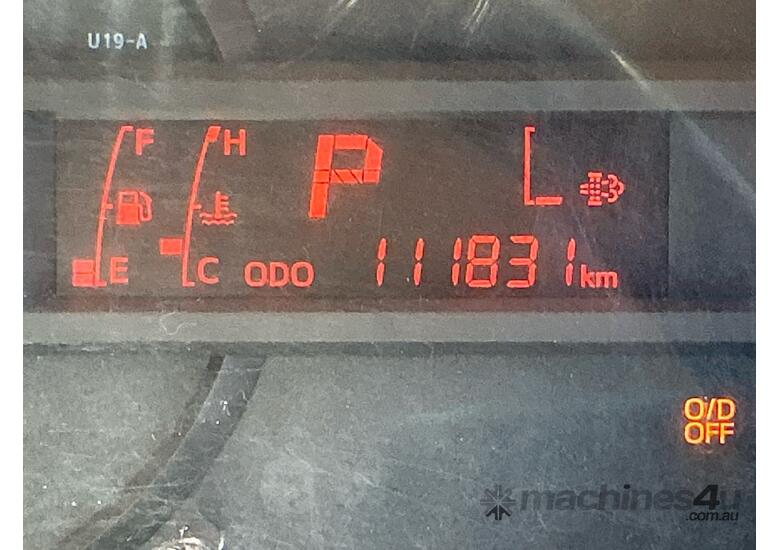 U19-A
F H P
E C ODO 111831 km
O/D
OFF
machines4u
.com.au